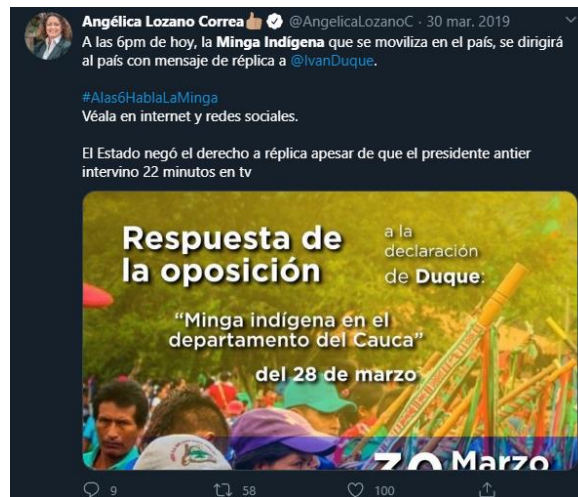 Angélica Lozano Correa @AngelicaLozanoC · 30 mar. 2019
A las 6pm de hoy, la Minga Indígena que se moviliza en el país, se dirigirá
al país con mensaje de réplica a @IvanDuque.
#Alas6HablaLaMinga
Véala en internet y redes sociales.
El Estado negó el derecho a réplica apesar de que el presidente antier
intervino 22 minutos en tv
Respuesta de
la oposición
a la
declaración
de Duque:
“Minga indígena en el
departamento del Cauca”
del 28 de marzo
30 Marzo
9 58 100